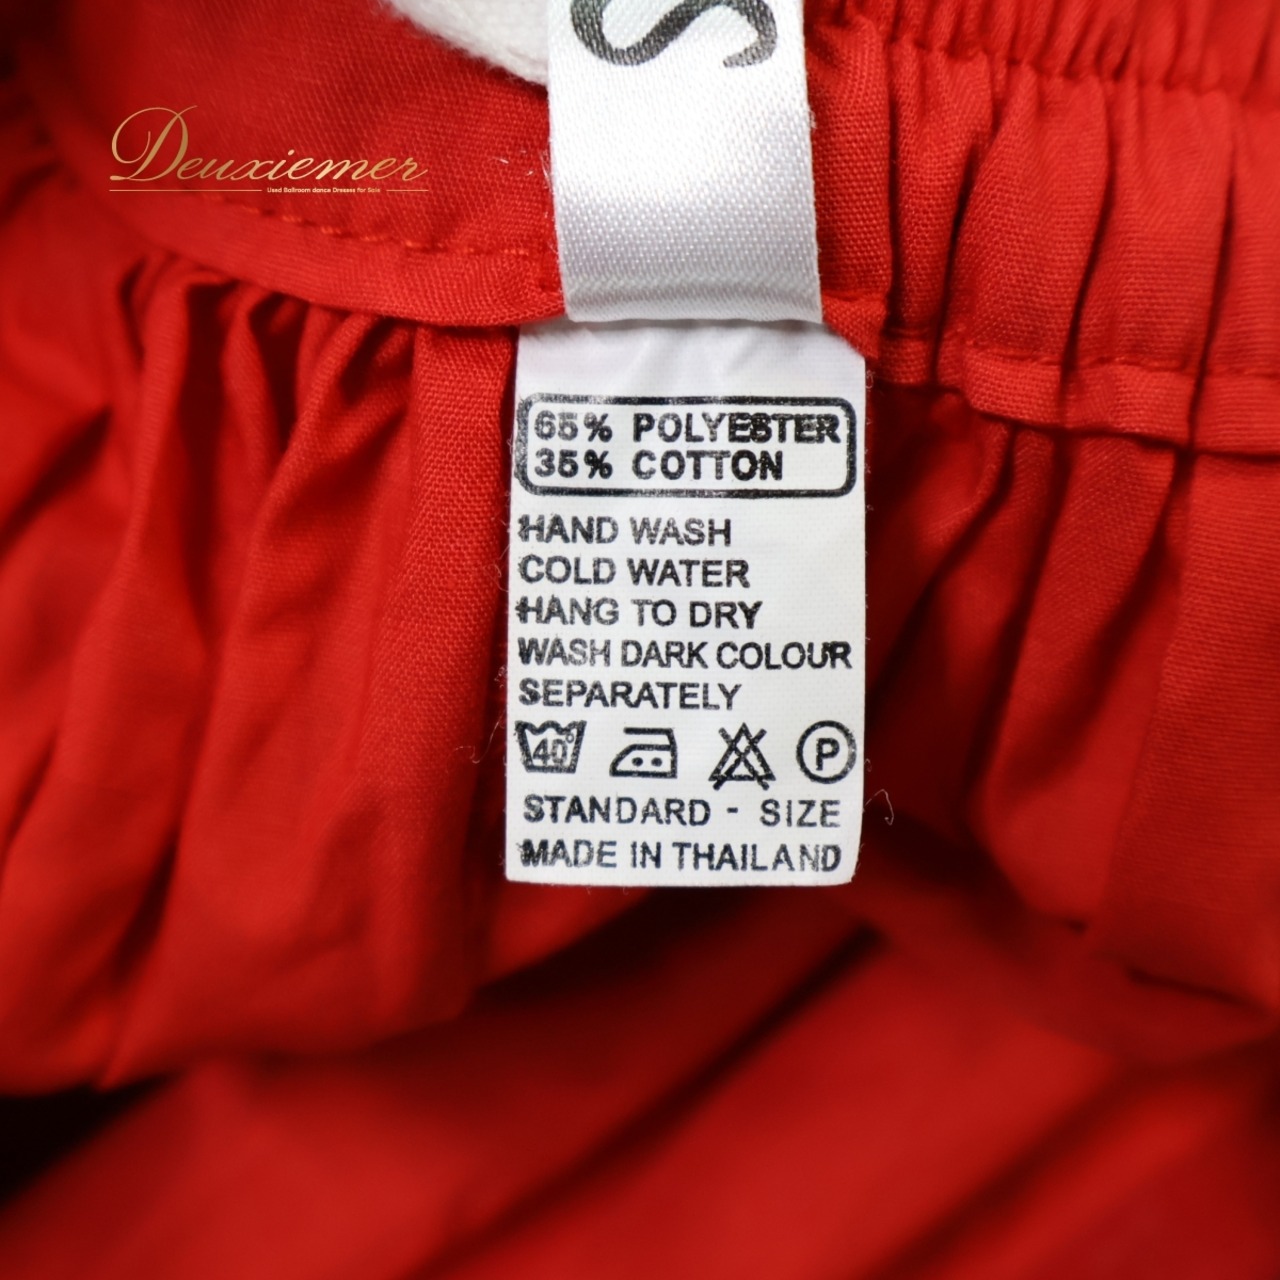 S
Deuxiemer
Used Ballroom dance Dresses for Sale
65% POLYESTER
35% COTTON
HAND WASH
COLD WATER
HANG TO DRY
WASH DARK COLOUR
SEPARATELY
40° P
STANDARD - SIZE
MADE IN THAILAND